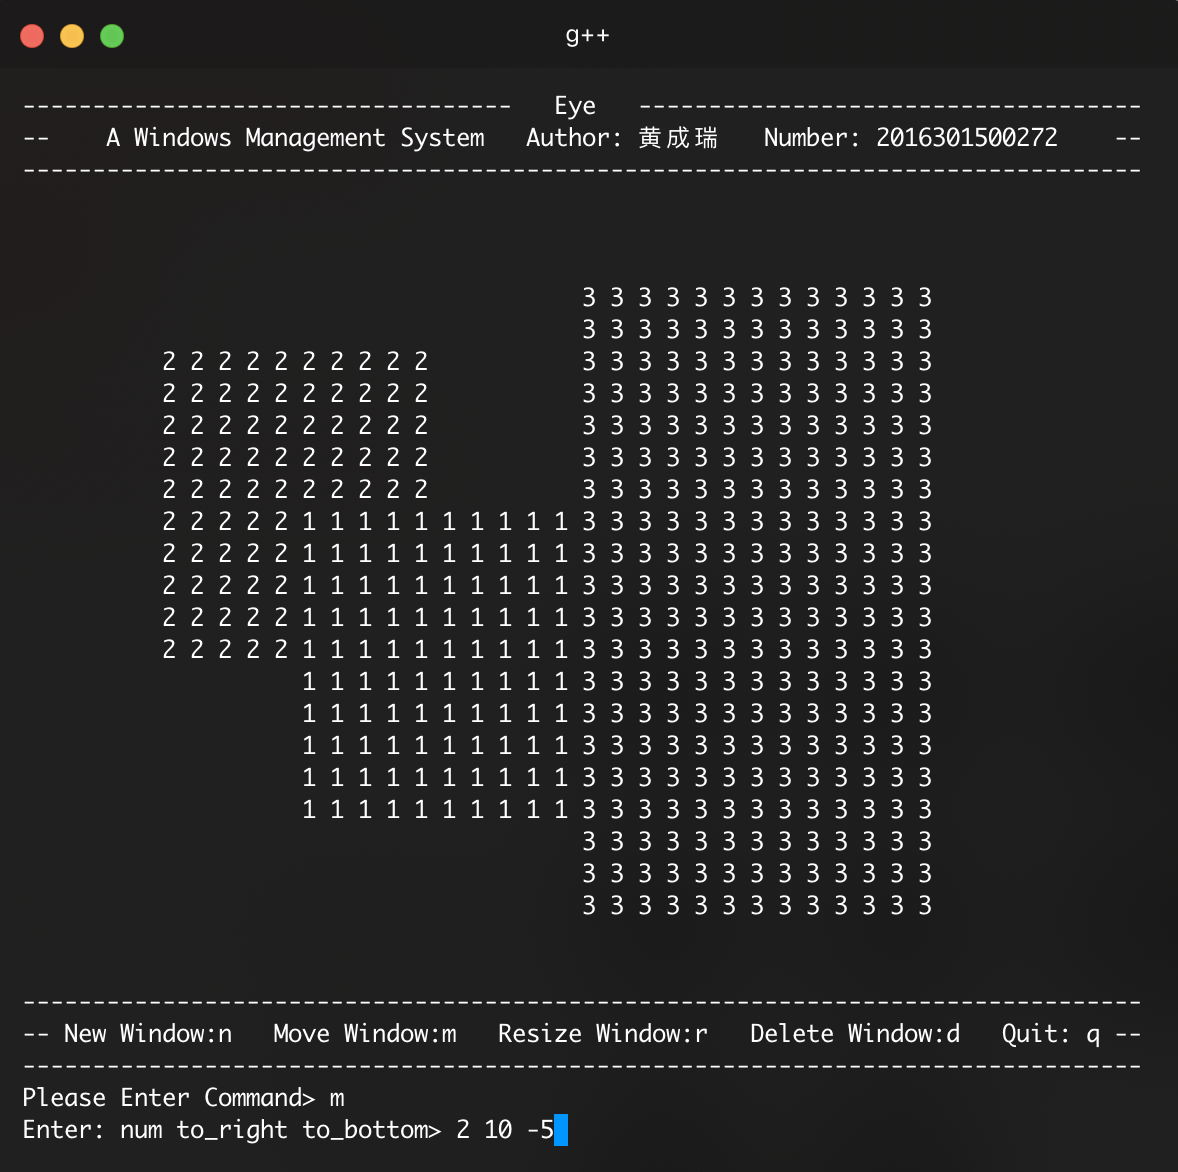 g++
-----------------------------------   Eye   ------------------------------------
--    A Windows Management System   Author: 黄成瑞   Number: 2016301500272    --
--------------------------------------------------------------------------------
3 3 3 3 3 3 3 3 3 3 3 3 3
3 3 3 3 3 3 3 3 3 3 3 3 3
2 2 2 2 2 2 2 2 2 2           3 3 3 3 3 3 3 3 3 3 3 3 3
2 2 2 2 2 2 2 2 2 2           3 3 3 3 3 3 3 3 3 3 3 3 3
2 2 2 2 2 2 2 2 2 2           3 3 3 3 3 3 3 3 3 3 3 3 3
2 2 2 2 2 2 2 2 2 2           3 3 3 3 3 3 3 3 3 3 3 3 3
2 2 2 2 2 2 2 2 2 2           3 3 3 3 3 3 3 3 3 3 3 3 3
2 2 2 2 2 1 1 1 1 1 1 1 1 1 1 3 3 3 3 3 3 3 3 3 3 3 3 3
2 2 2 2 2 1 1 1 1 1 1 1 1 1 1 3 3 3 3 3 3 3 3 3 3 3 3 3
2 2 2 2 2 1 1 1 1 1 1 1 1 1 1 3 3 3 3 3 3 3 3 3 3 3 3 3
2 2 2 2 2 1 1 1 1 1 1 1 1 1 1 3 3 3 3 3 3 3 3 3 3 3 3 3
2 2 2 2 2 1 1 1 1 1 1 1 1 1 1 3 3 3 3 3 3 3 3 3 3 3 3 3
1 1 1 1 1 1 1 1 1 1 3 3 3 3 3 3 3 3 3 3 3 3 3
1 1 1 1 1 1 1 1 1 1 3 3 3 3 3 3 3 3 3 3 3 3 3
1 1 1 1 1 1 1 1 1 1 3 3 3 3 3 3 3 3 3 3 3 3 3
1 1 1 1 1 1 1 1 1 1 3 3 3 3 3 3 3 3 3 3 3 3 3
1 1 1 1 1 1 1 1 1 1 3 3 3 3 3 3 3 3 3 3 3 3 3
3 3 3 3 3 3 3 3 3 3 3 3 3
3 3 3 3 3 3 3 3 3 3 3 3 3
3 3 3 3 3 3 3 3 3 3 3 3 3
--------------------------------------------------------------------------------
-- New Window:n   Move Window:m   Resize Window:r   Delete Window:d   Quit: q --
--------------------------------------------------------------------------------
Please Enter Command> m
Enter: num to_right to_bottom> 2 10 -5